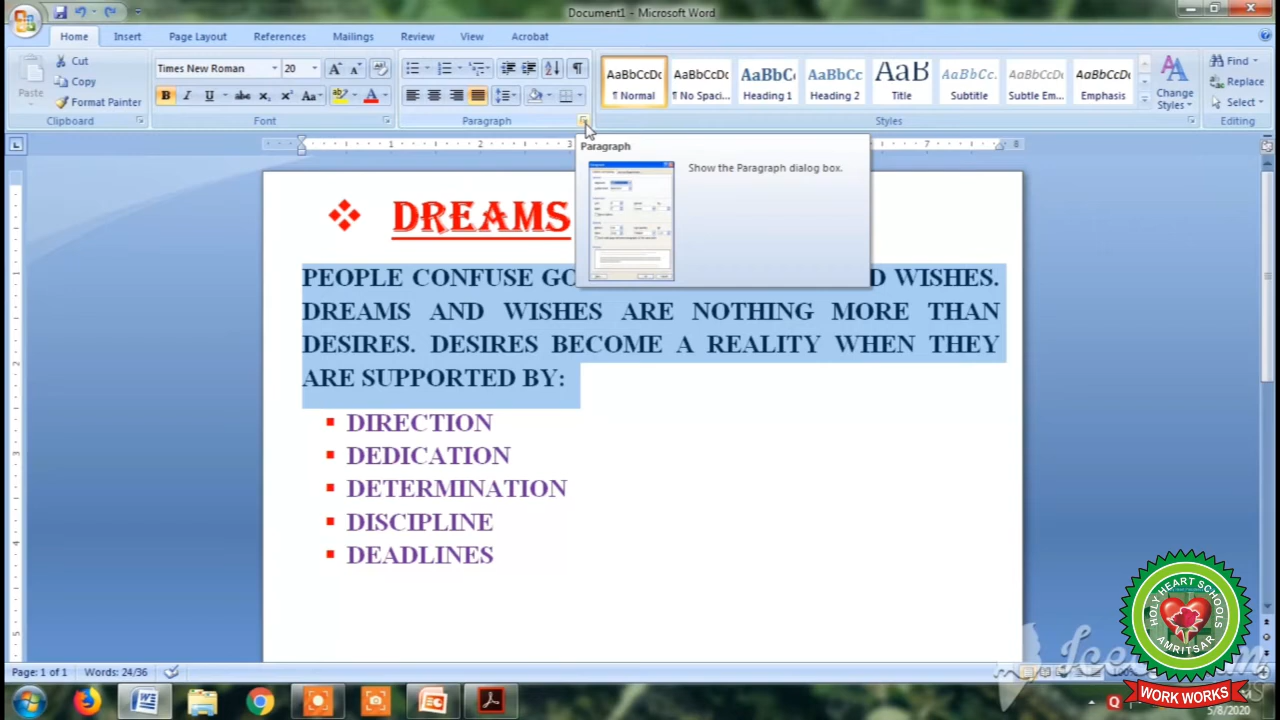 Document1 - Microsoft Word
Home Insert Page Layout References Mailings Review View Acrobat
Paste
Cut
Copy
Format Painter
Clipboard
Times New Roman 20
Font
Paragraph
AaBbCcDc AaBbCcDc AaBbC AaBbCc AaB AaBbCc. AaBbCcDc AaBbCcDc
¶ Normal ¶ No Spaci... Heading 1 Heading 2 Title Subtitle Subtle Em... Emphasis
Styles
Change
Styles
Find
Replace
Select
Editing
Paragraph
Show the Paragraph dialog box.
❖ DREAMS
PEOPLE CONFUSE GO D WISHES.
DREAMS AND WISHES ARE NOTHING MORE THAN
DESIRES. DESIRES BECOME A REALITY WHEN THEY
ARE SUPPORTED BY:
▪ DIRECTION
▪ DEDICATION
▪ DETERMINATION
▪ DISCIPLINE
▪ DEADLINES
HOLY HEART SCHOOLS
AMRITSAR
WORK WORKS
Page: 1 of 1 Words: 24/36
5/8/2020